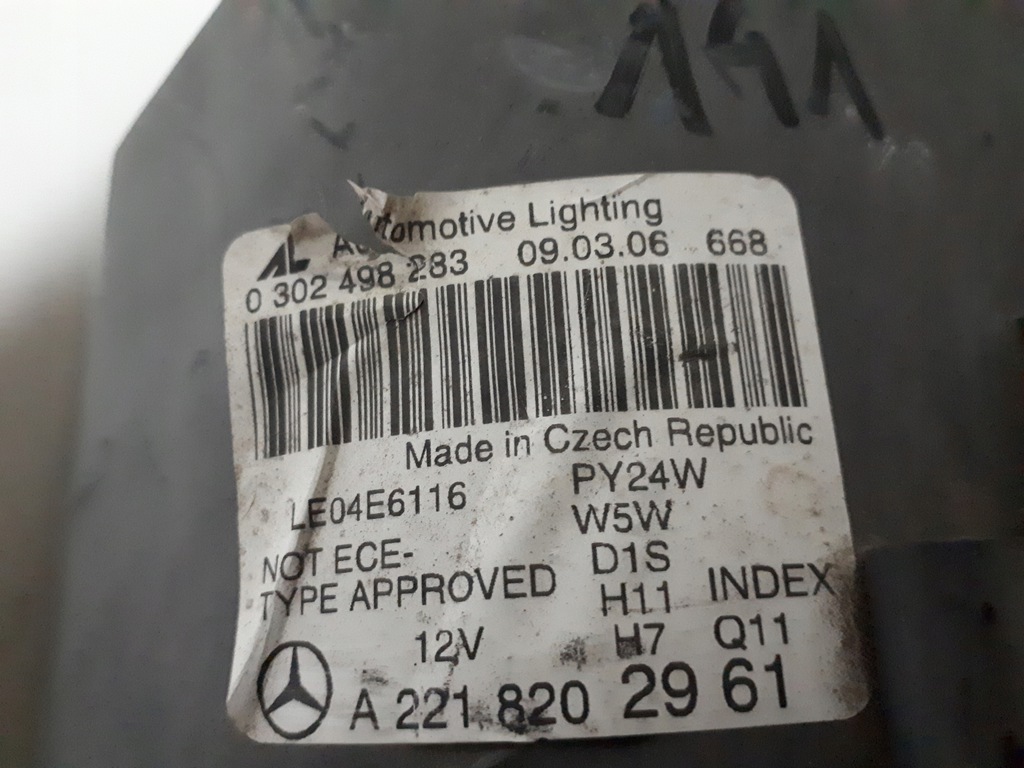 AL Automotive Lighting
0 302 498 283 09.03.06 668
Made in Czech Republic
LE04E6116 PY24W
W5W
NOT ECE- D1S
TYPE APPROVED H11 INDEX
12V H7 Q11
A 221 820 29 61